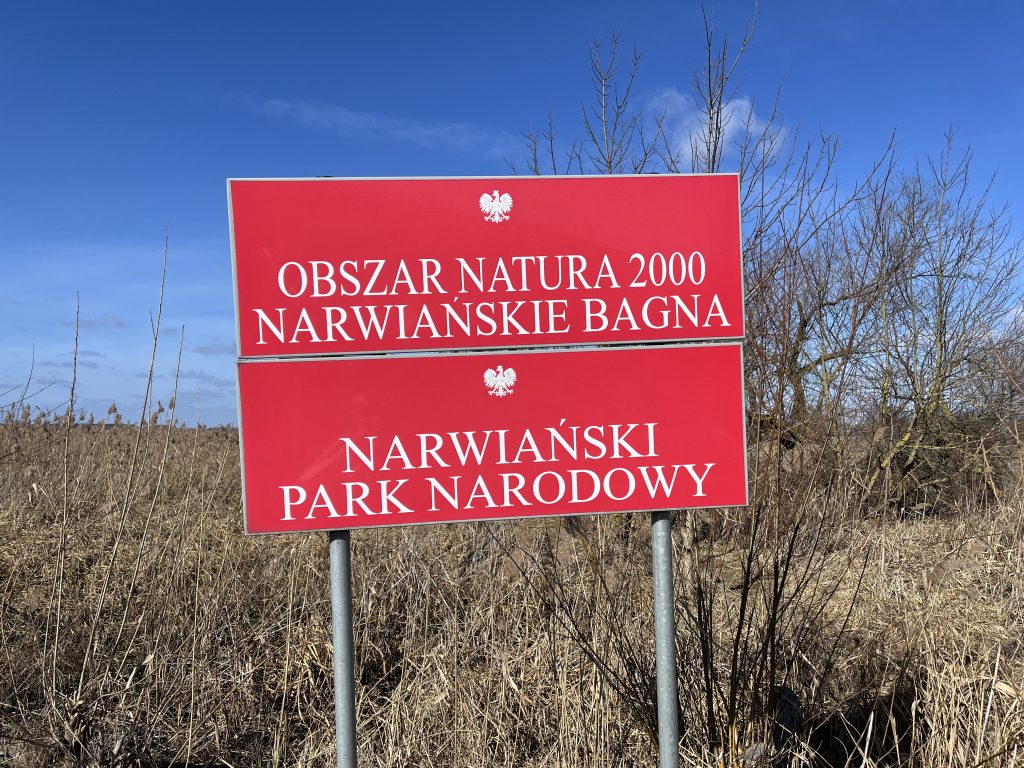 OBSZAR NATURA 2000
NARWIAŃSKIE BAGNA
NARWIAŃSKI
PARK NARODOWY